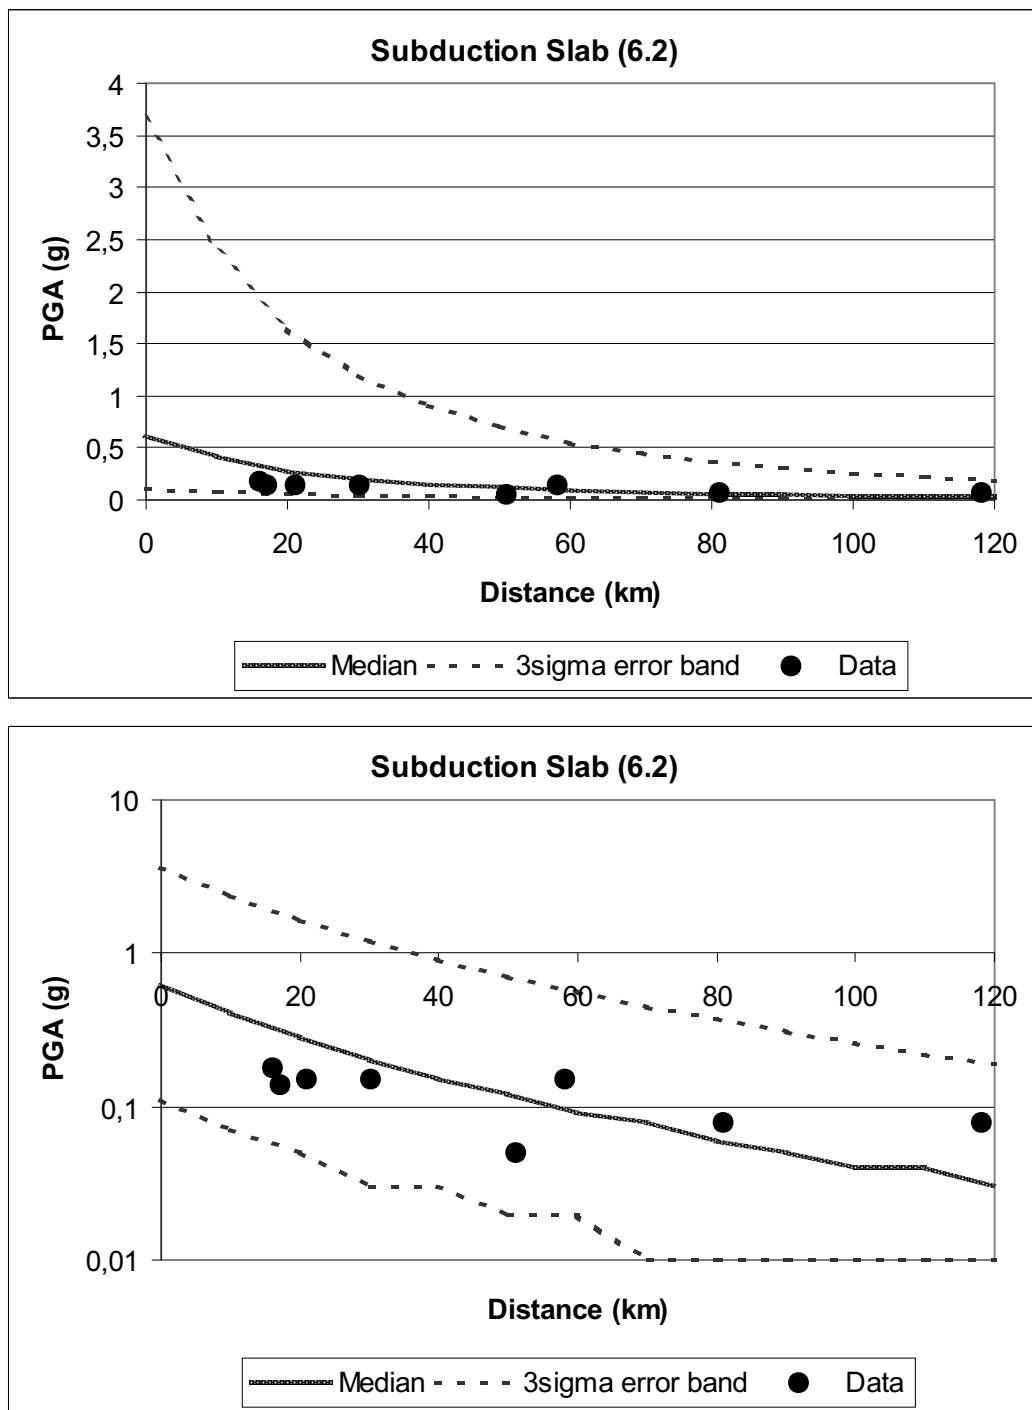 Subduction Slab (6.2)
4
3,5
3
2,5
2
1,5
1
0,5
0
PGA (g)
0 20 40 60 80 100 120
Distance (km)
Median 3sigma error band Data
Subduction Slab (6.2)
10
1
0,1
0,01
PGA (g)
0 20 40 60 80 100 120
Distance (km)
Median 3sigma error band Data